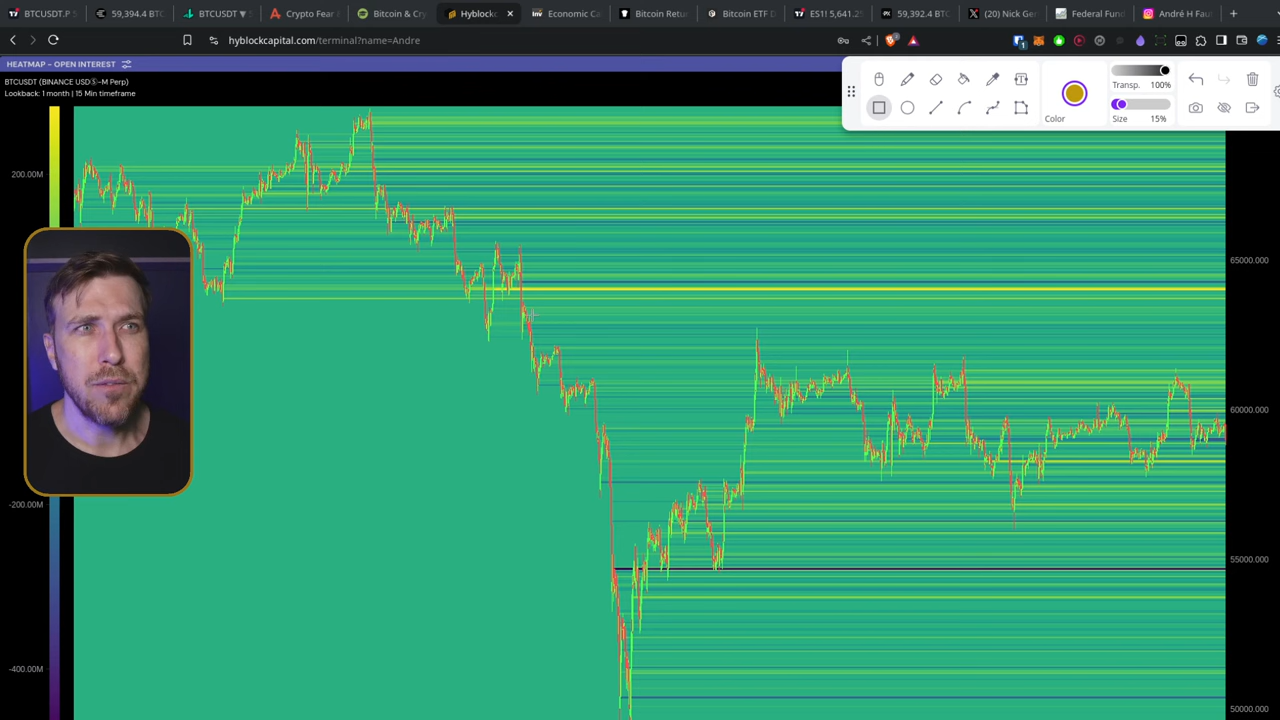 BTCUSDT.P 5
59,394.4 BTC
BTCUSDT ▼ 5
Crypto Fear
Bitcoin & Cry
Hyblock
Economic Ca
Bitcoin Retur
Bitcoin ETF D
ES1! 5,641.25
59,392.4 BTC
(20) Nick Ger
Federal Fund
André H Fau
hyblockcapital.com/terminal?name=Andre
HEATMAP – OPEN INTEREST
BTCUSDT (BINANCE USDⓈ-M Perp)
Lookback: 1 month | 15 Min timeframe
Transp. 100%
Color
Size 15%
200.00M
-200.00M
-400.00M
65000.000
60000.000
55000.000
50000.000